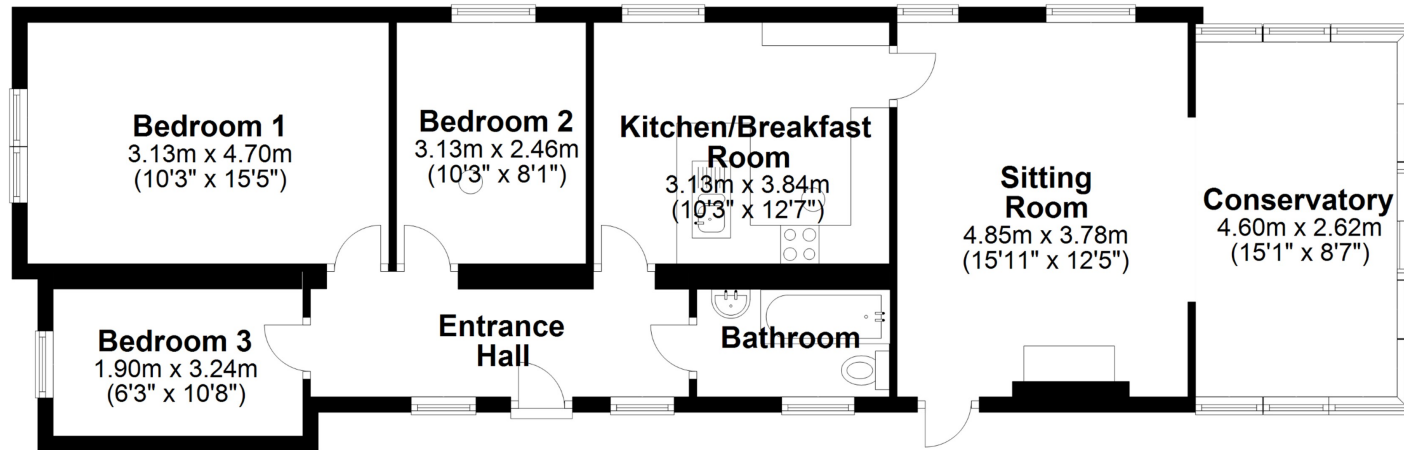 Bedroom 1
3.13m x 4.70m
(10'3" x 15'5")
Bedroom 2
3.13m x 2.46m
(10'3" x 8'1")
Kitchen/Breakfast
Room
3.13m x 3.84m
(10'3" x 12'7")
Sitting
Room
4.85m x 3.78m
(15'11" x 12'5")
Conservatory
4.60m x 2.62m
(15'1" x 8'7")
Bedroom 3
1.90m x 3.24m
(6'3" x 10'8")
Entrance
Hall
Bathroom